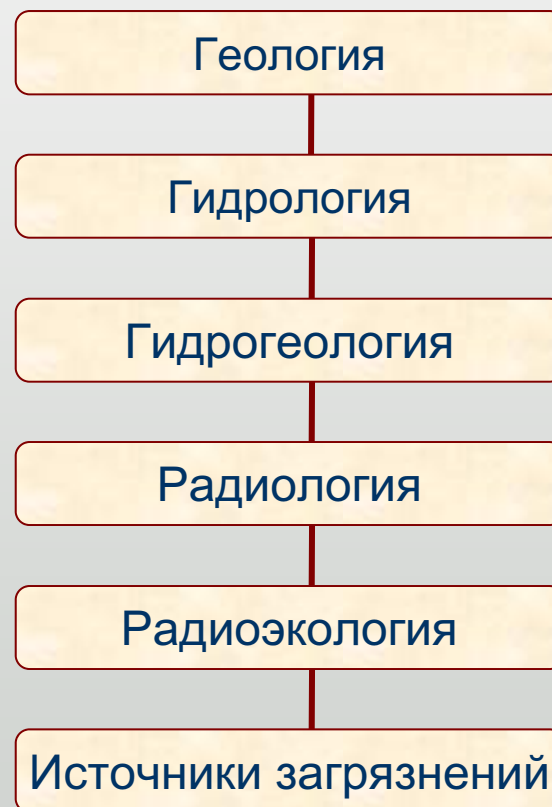 Геология
Гидрология
Гидрогеология
Радиология
Радиоэкология
Источники загрязнений